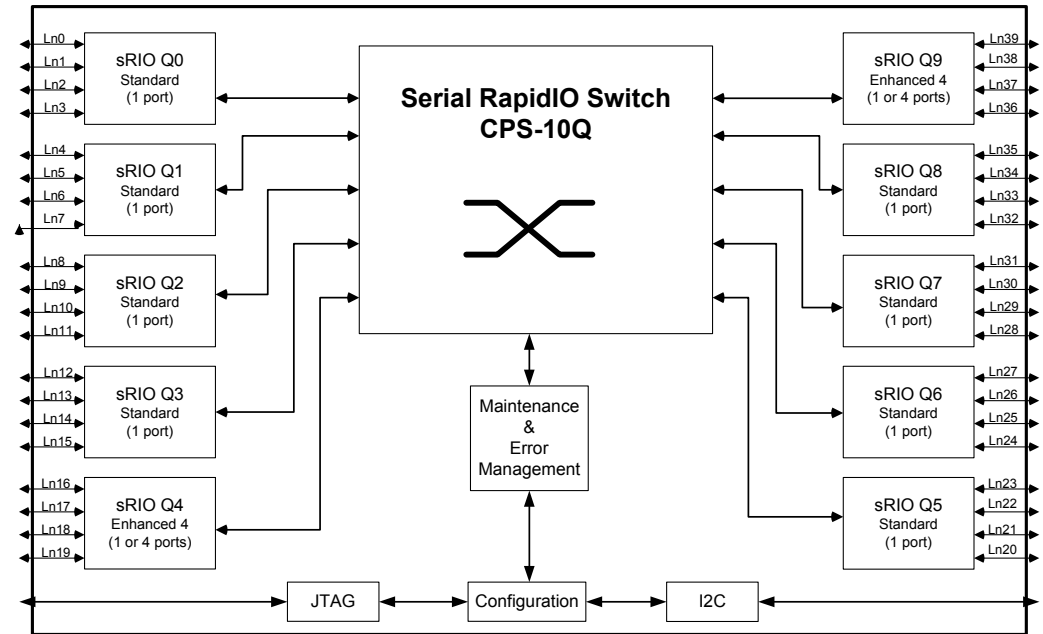 Ln0
Ln1
Ln2
Ln3
sRIO Q0
Standard
(1 port)
Ln4
Ln5
Ln6
Ln7
sRIO Q1
Standard
(1 port)
Ln8
Ln9
Ln10
Ln11
sRIO Q2
Standard
(1 port)
Ln12
Ln13
Ln14
Ln15
sRIO Q3
Standard
(1 port)
Ln16
Ln17
Ln18
Ln19
sRIO Q4
Enhanced 4
(1 or 4 ports)
Serial RapidIO Switch
CPS-10Q
Maintenance
&
Error
Management
JTAG
Configuration
I2C
sRIO Q9
Enhanced 4
(1 or 4 ports)
Ln39
Ln38
Ln37
Ln36
sRIO Q8
Standard
(1 port)
Ln35
Ln34
Ln33
Ln32
sRIO Q7
Standard
(1 port)
Ln31
Ln30
Ln29
Ln28
sRIO Q6
Standard
(1 port)
Ln27
Ln26
Ln25
Ln24
sRIO Q5
Standard
(1 port)
Ln23
Ln22
Ln21
Ln20